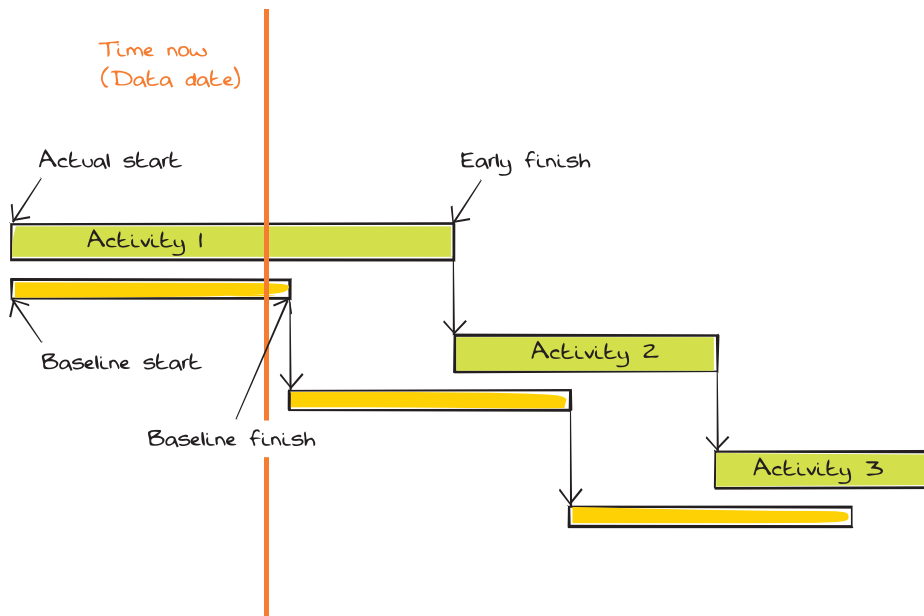 Time now
(Data date)
Actual start
Early finish
Activity 1
Baseline start
Activity 2
Baseline finish
Activity 3